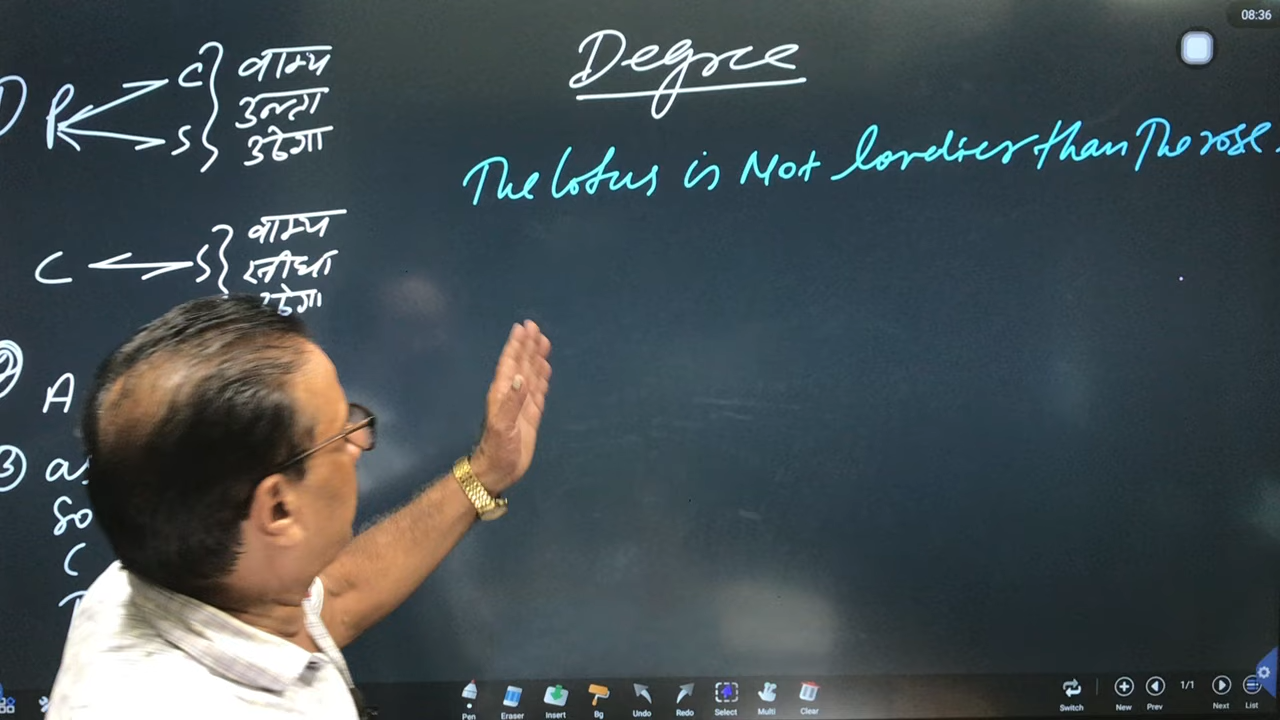 08:36
Degree
The lotus is Not lovelier than The rose.
P C S } वाक्य
उल्टा
उठेगा
C S } वाक्य
सीधा
A
③ as
so
C
Pen Eraser Insert Bg Undo Redo Select Multi Clear
Switch New Prev 1/1 Next List